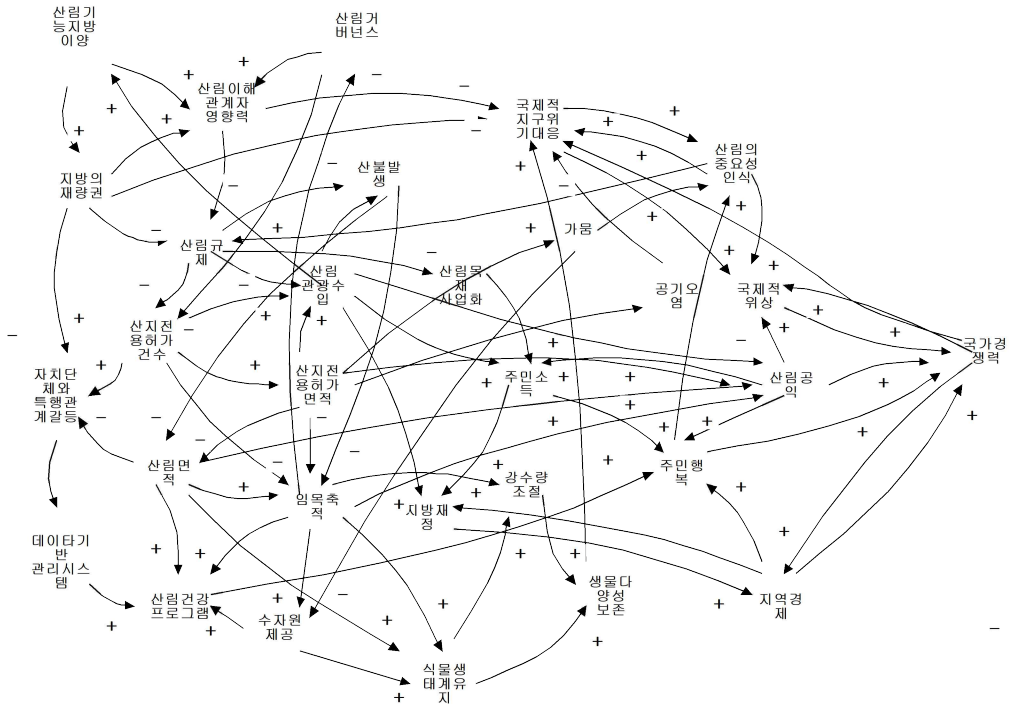 산림기
능지방
이양
산림거
버넌스
산림이해
관계자
영향력
국제적
지구위
기대응
산림의
중요성
인식
지방의
재량권
산불발
생
가뭄
산림규
제
산림
관광수
입
산림목
재
사업화
공기오
염
국제적
위상
산지전
용허가
건수
국가경
쟁력
자치단
체와
특행관
계갈등
산지전
용허가
면적
주민소
득
산림공
익
산림면
적
주민행
복
강수량
조절
임목축
적
지방재
정
데이타기
반
관리시스
템
산림건강
프로그램
수자원
제공
생물다
양성
보존
지역경
제
식물생
태계유
지